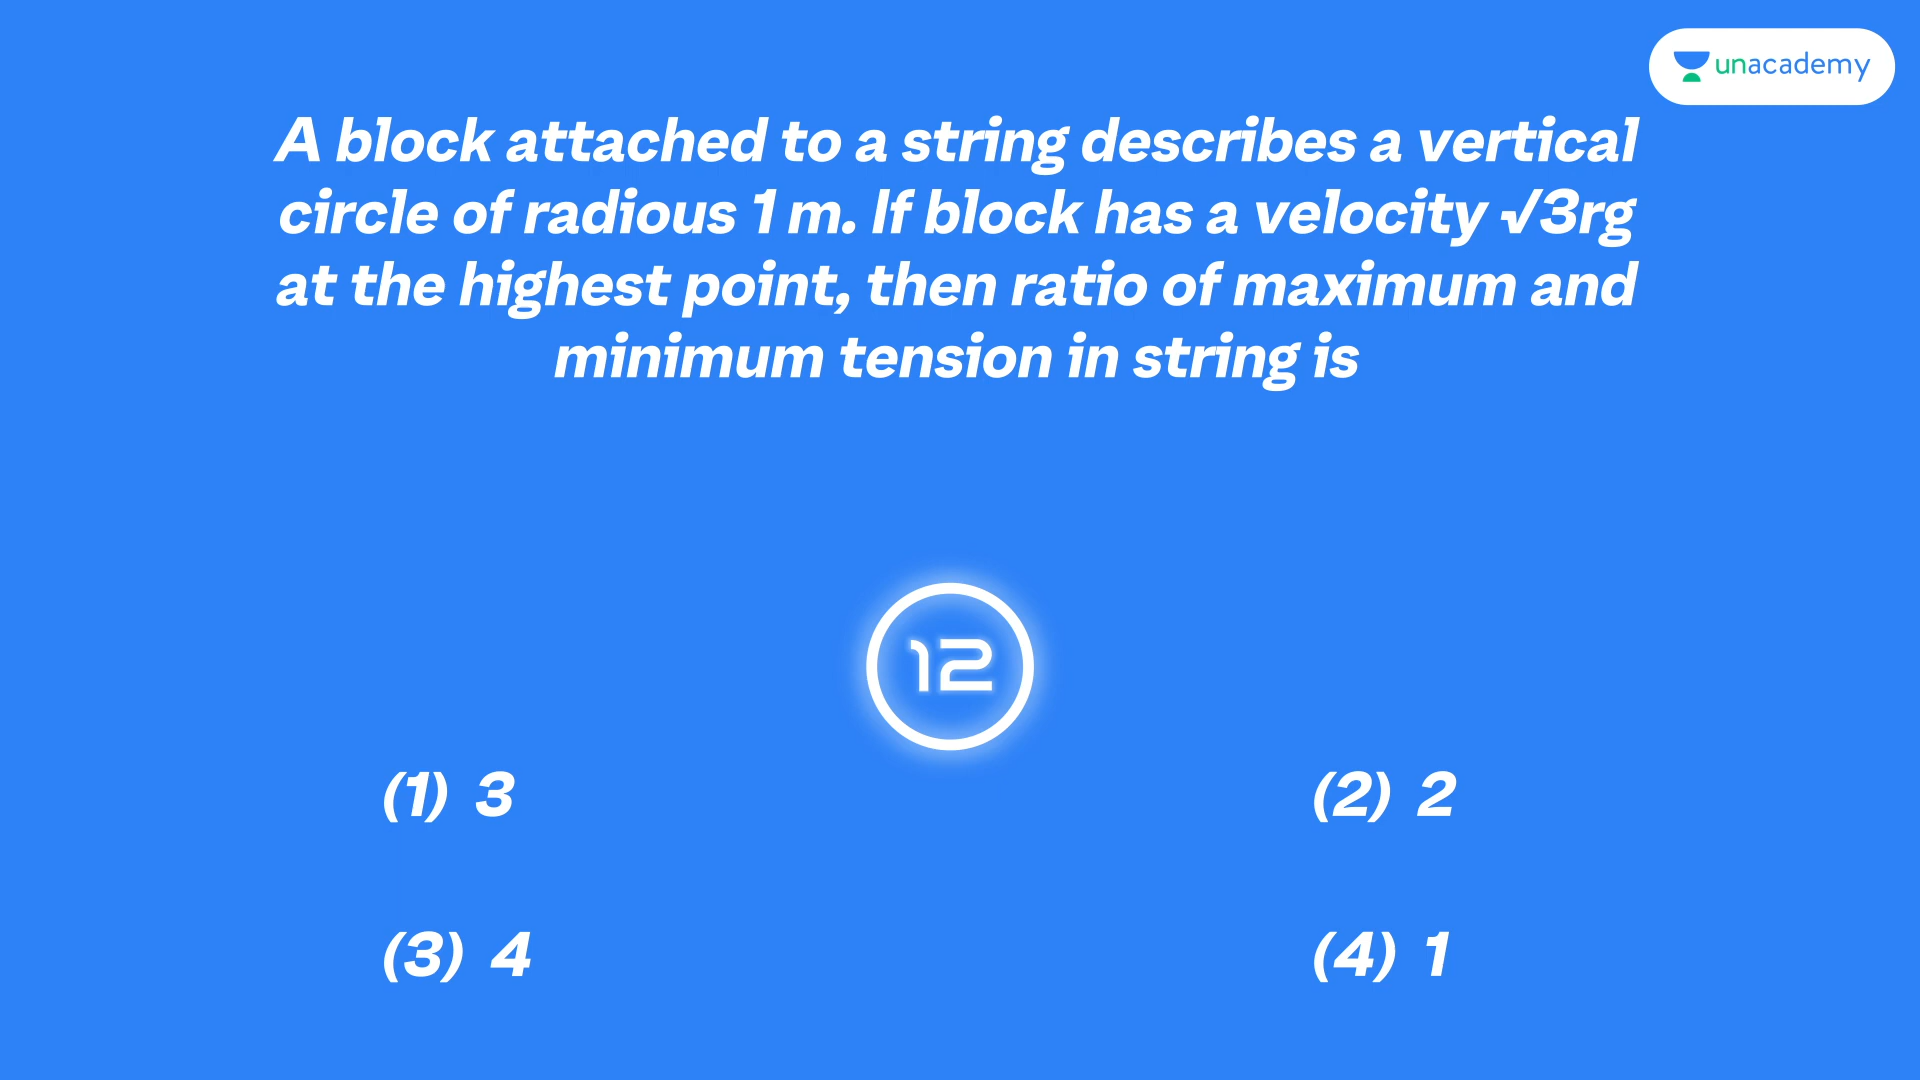 unacademy
A block attached to a string describes a vertical
circle of radious 1 m. If block has a velocity √3rg
at the highest point, then ratio of maximum and
minimum tension in string is
12
(1) 3
(2) 2
(3) 4
(4) 1